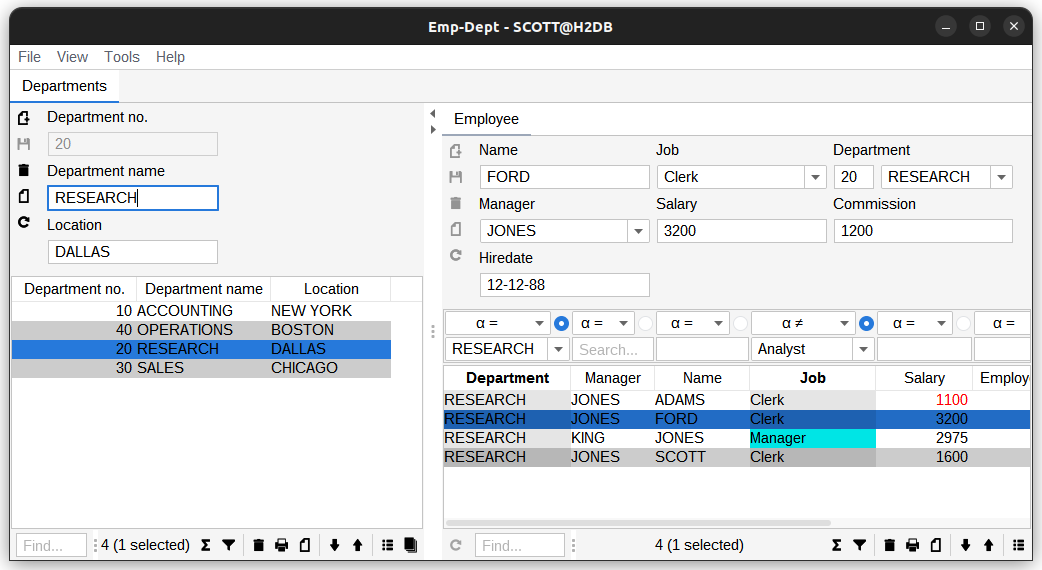 Emp-Dept - SCOTT@H2DB
File View Tools Help
Departments
Department no.
20
Department name
RESEARCH
Location
DALLAS
Department no. Department name Location
10 ACCOUNTING NEW YORK
40 OPERATIONS BOSTON
20 RESEARCH DALLAS
30 SALES CHICAGO
Find... 4 (1 selected)
Employee
Name Job Department
FORD Clerk 20 RESEARCH
Manager Salary Commission
JONES 3200 1200
Hiredate
12-12-88
α = α = α = α ≠ α = α =
RESEARCH Search... Analyst
Department Manager Name Job Salary Employ
RESEARCH JONES ADAMS Clerk 1100
RESEARCH JONES FORD Clerk 3200
RESEARCH KING JONES Manager 2975
RESEARCH JONES SCOTT Clerk 1600
Find... 4 (1 selected)